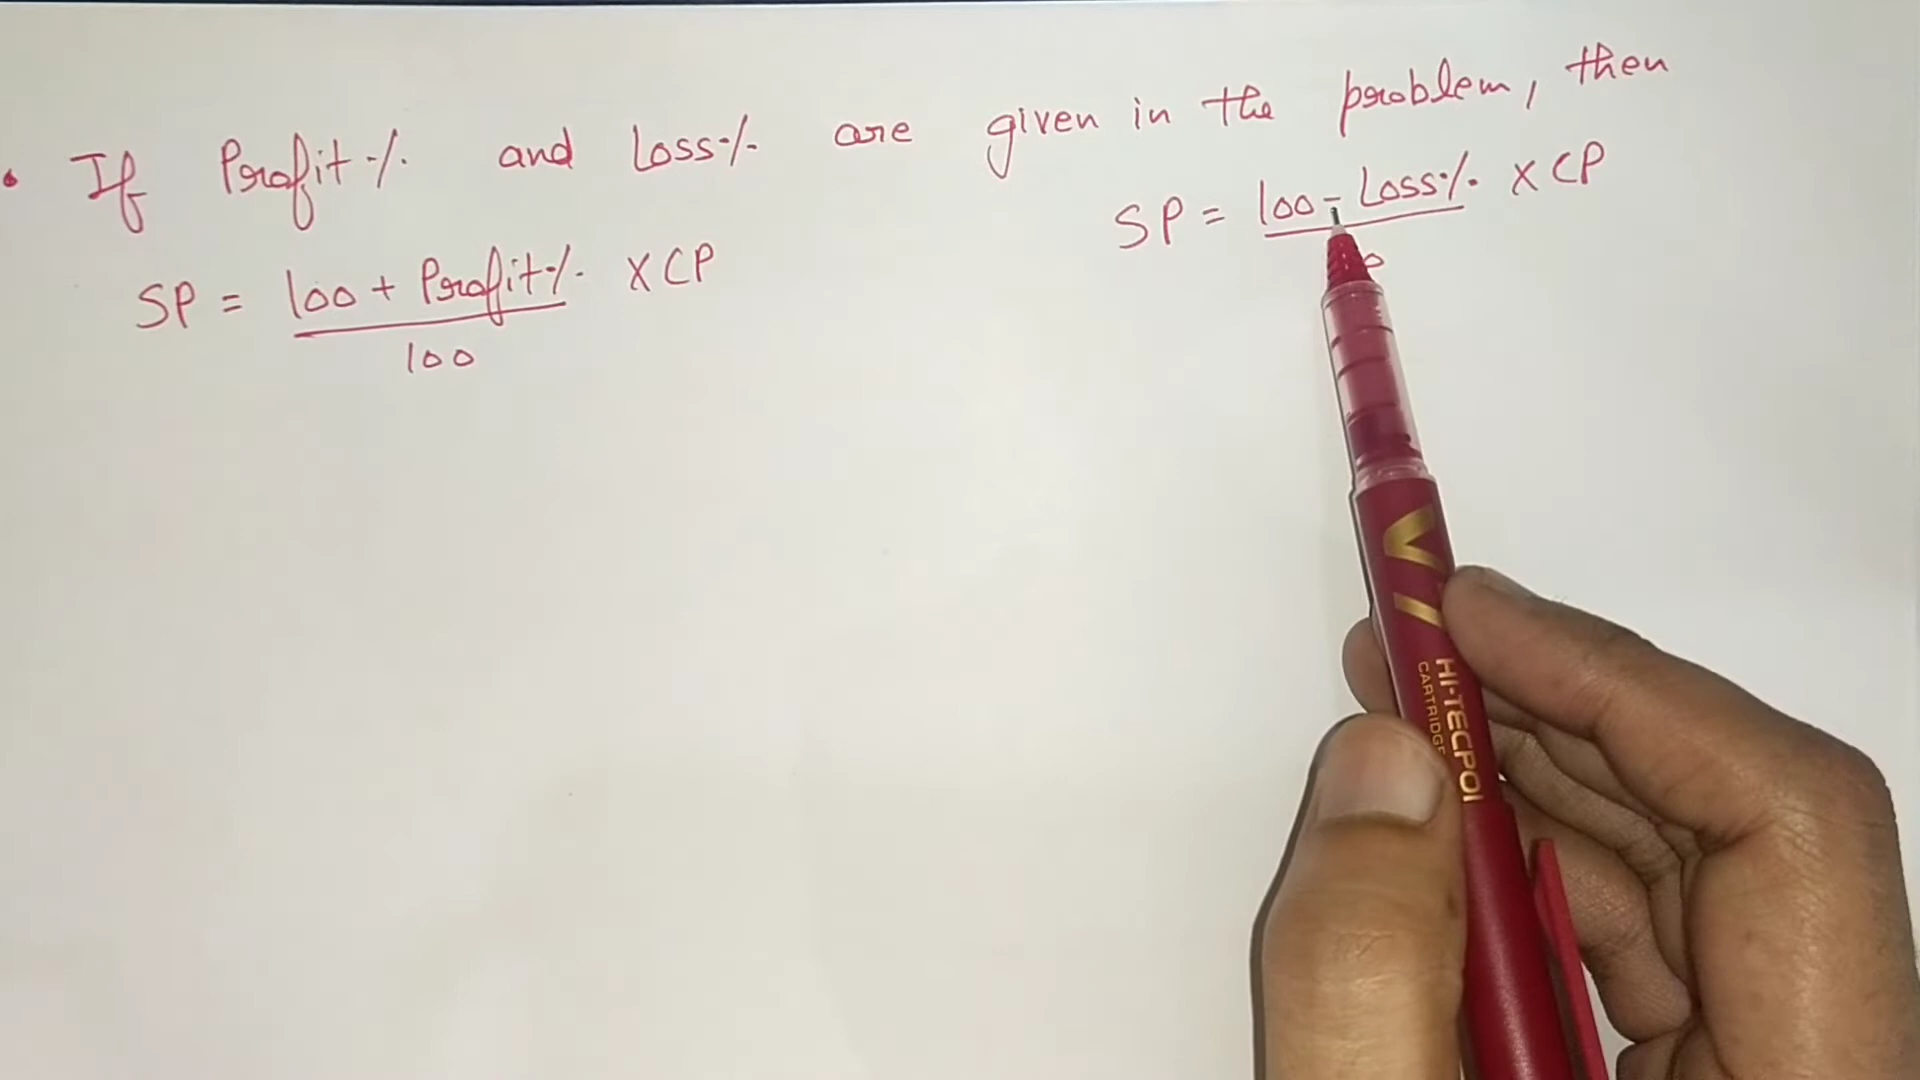 • If Profit % and Loss % are given in the problem, then
SP = 100 + Profit % X CP
100
SP = 100 - Loss % X CP
V7
HI-TECPOI
CARTRIDGE